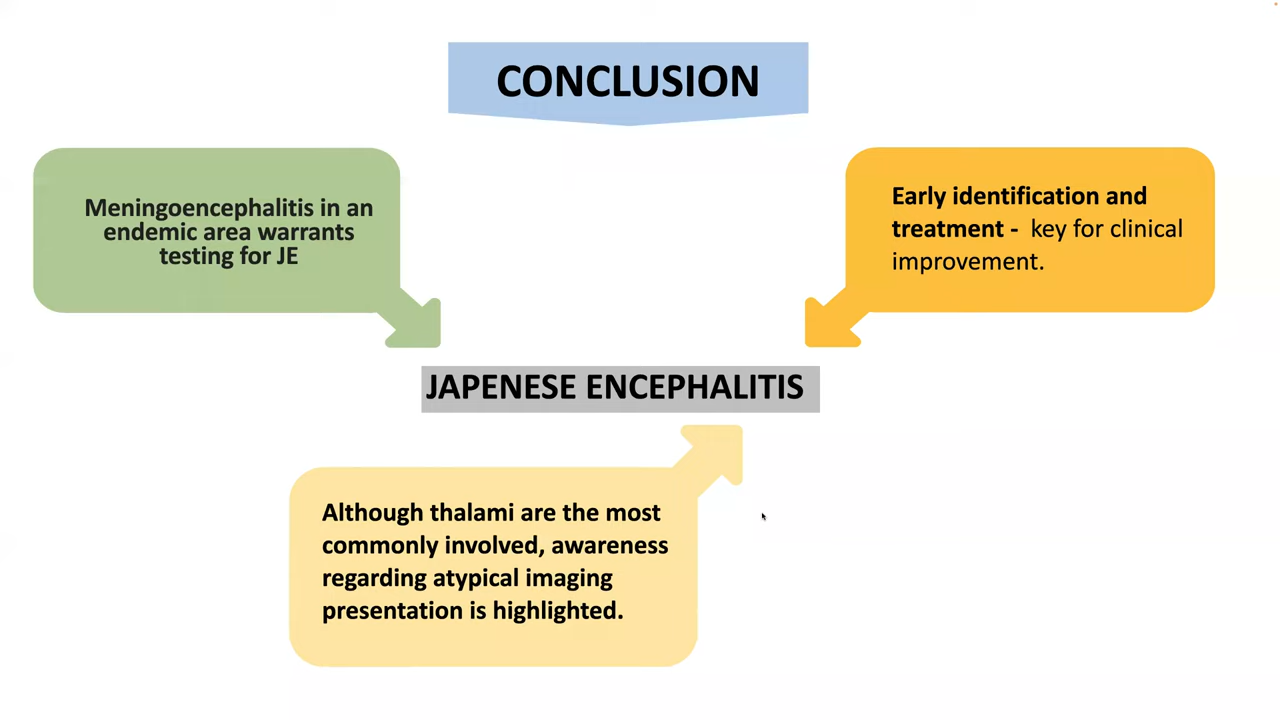 CONCLUSION
Meningoencephalitis in an
endemic area warrants
testing for JE
Early identification and
treatment - key for clinical
improvement.
JAPENESE ENCEPHALITIS
Although thalami are the most
commonly involved, awareness
regarding atypical imaging
presentation is highlighted.